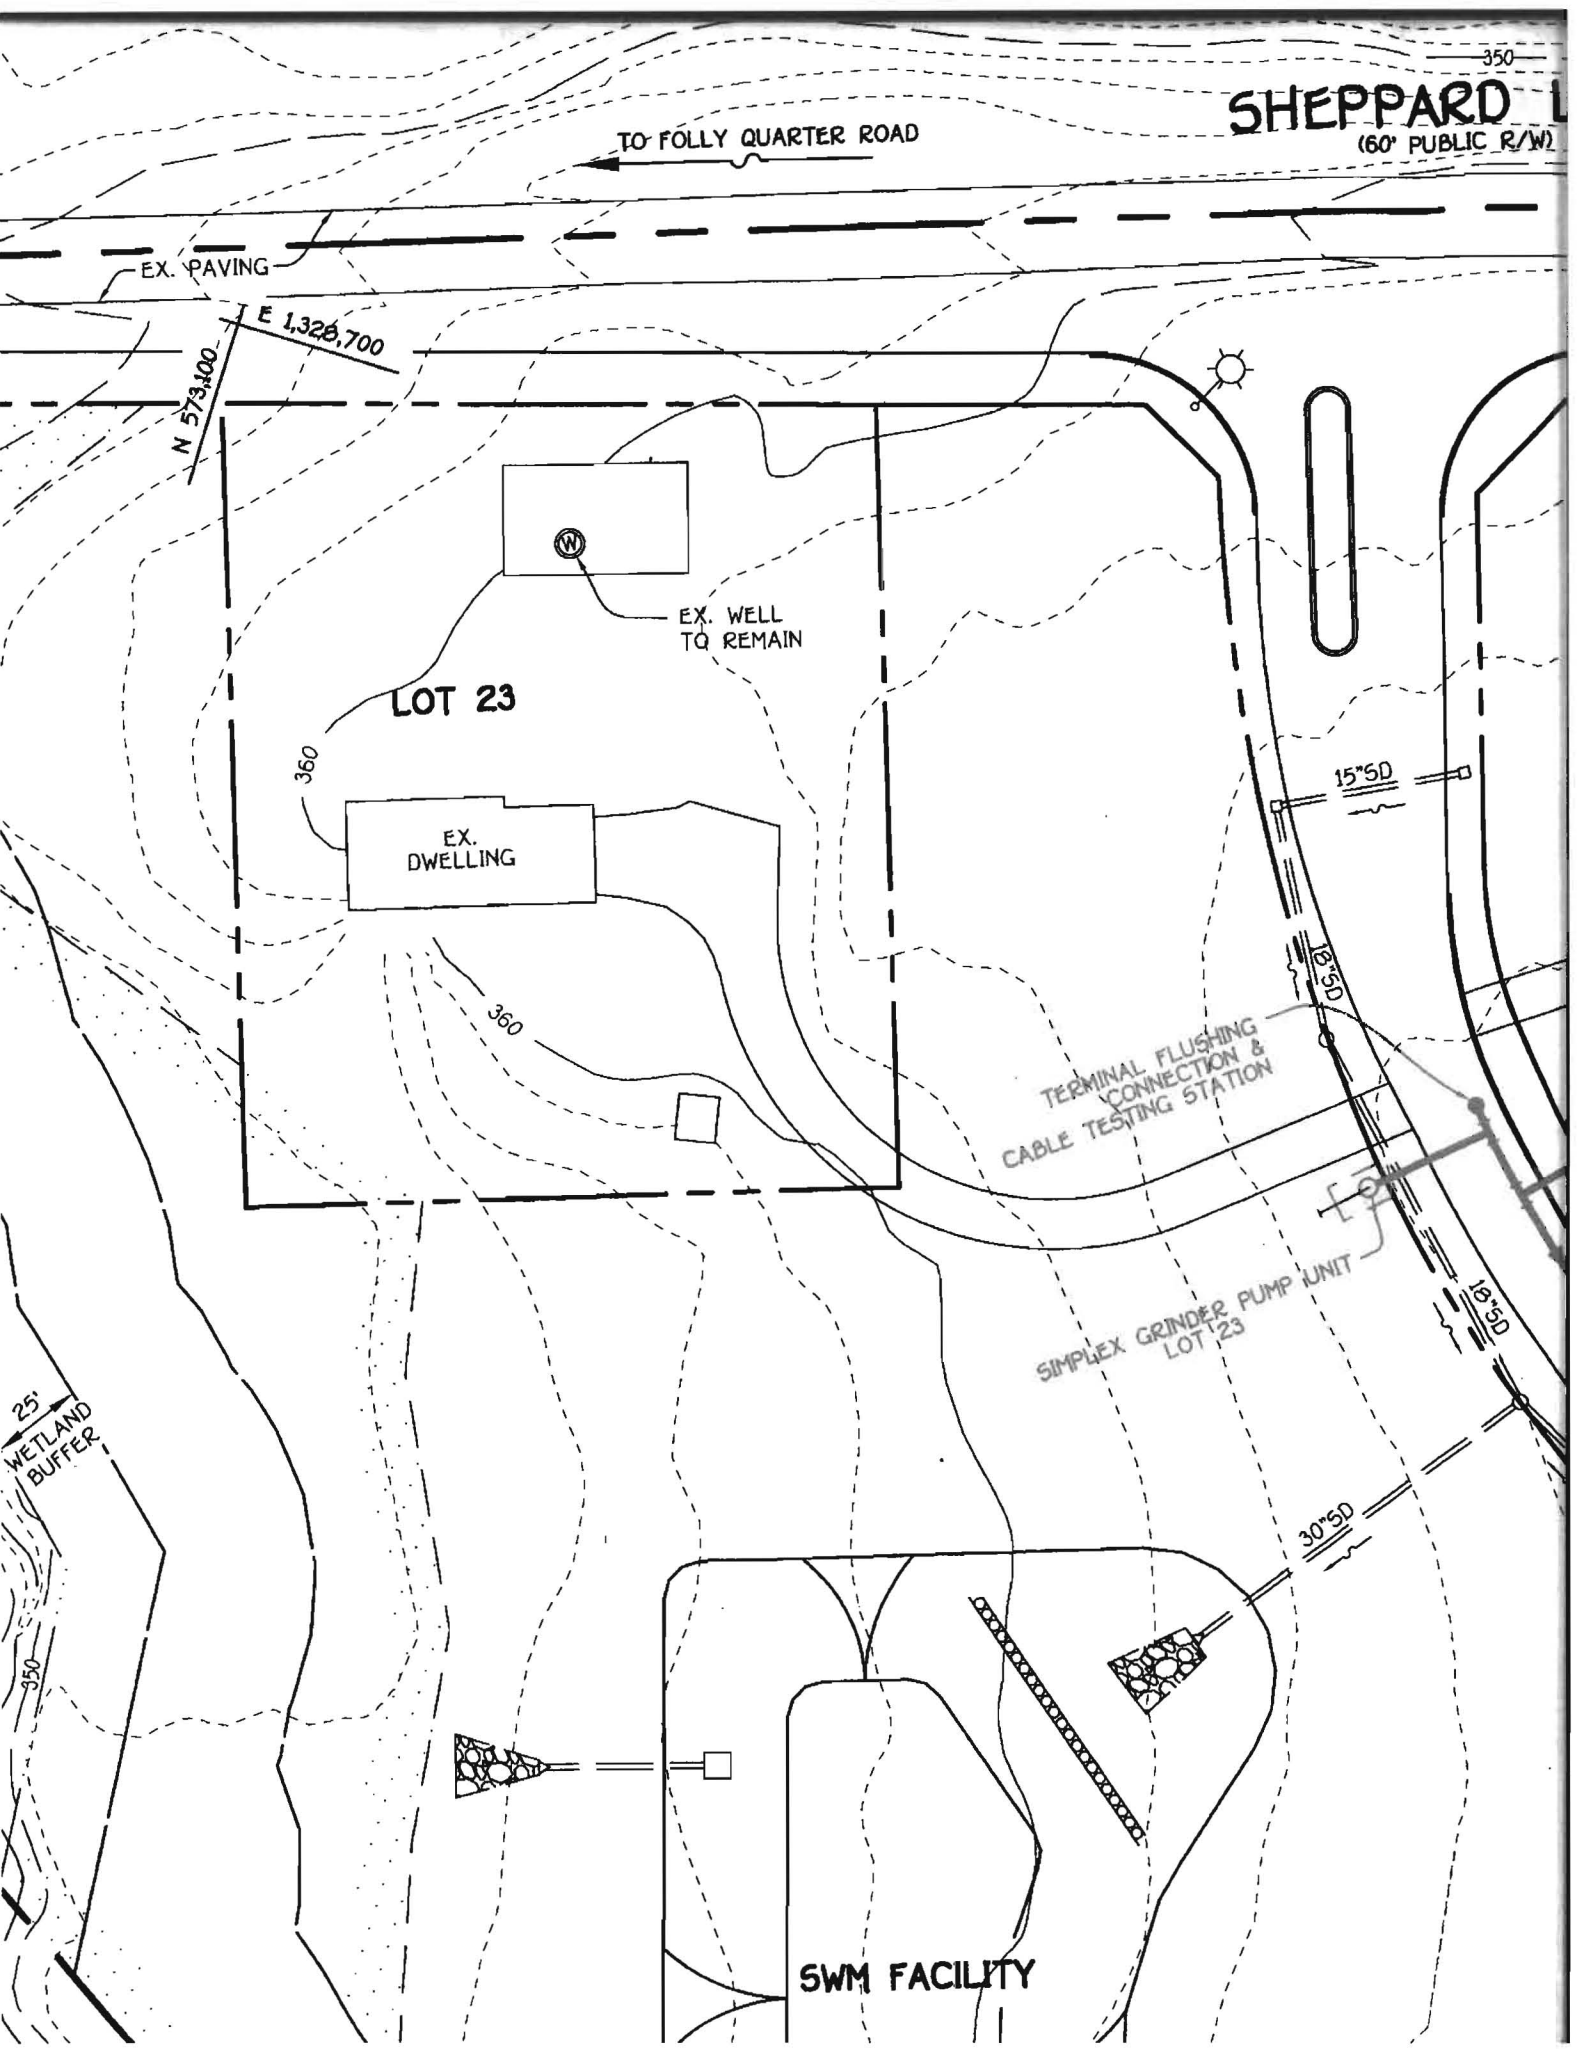 350
SHEPPARD
(60' PUBLIC R/W)
TO FOLLY QUARTER ROAD
EX. PAVING
E 1,328,700
N 573,100
W
EX. WELL
TO REMAIN
LOT 23
360
15"SD
EX.
DWELLING
18"SD
360
TERMINAL FLUSHING
CONNECTION &
CABLE TESTING STATION
SIMPLEX GRINDER PUMP UNIT
LOT 23
18"SD
25'
WETLAND
BUFFER
30"SD
350
SWM FACILITY